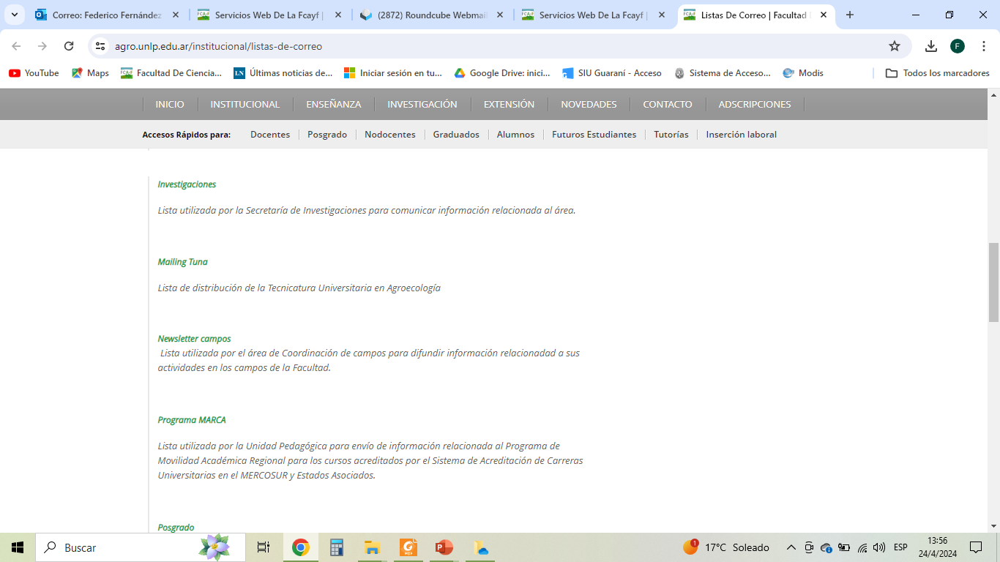 Correo: Federico Fernández
Servicios Web De La Fcayf |
(2872) Roundcube Webmai
Servicios Web De La Fcayf |
Listas De Correo | Facultad
agro.unlp.edu.ar/institucional/listas-de-correo
F
YouTube
Maps
Facultad De Ciencia...
LN
Últimas noticias de...
Iniciar sesión en tu...
Google Drive: inici...
SIU Guaraní - Acceso
Sistema de Acceso...
Modis
Todos los marcadores
INICIO
INSTITUCIONAL
ENSEÑANZA
INVESTIGACIÓN
EXTENSIÓN
NOVEDADES
CONTACTO
ADSCRIPCIONES
Accesos Rápidos para:
Docentes
Posgrado
Nodocentes
Graduados
Alumnos
Futuros Estudiantes
Tutorías
Inserción laboral
Investigaciones
Lista utilizada por la Secretaría de Investigaciones para comunicar información relacionada al área.
Mailing Tuna
Lista de distribución de la Tecnicatura Universitaria en Agroecología
Newsletter campos
Lista utilizada por el área de Coordinación de campos para difundir información relacionadad a sus
actividades en los campos de la Facultad.
Programa MARCA
Lista utilizada por la Unidad Pedagógica para envío de información relacionada al Programa de
Movilidad Académica Regional para los cursos acreditados por el Sistema de Acreditación de Carreras
Universitarias en el MERCOSUR y Estados Asociados.
Posgrado
Buscar
PDF
P
1
17°C Soleado
ESP
13:56
24/4/2024